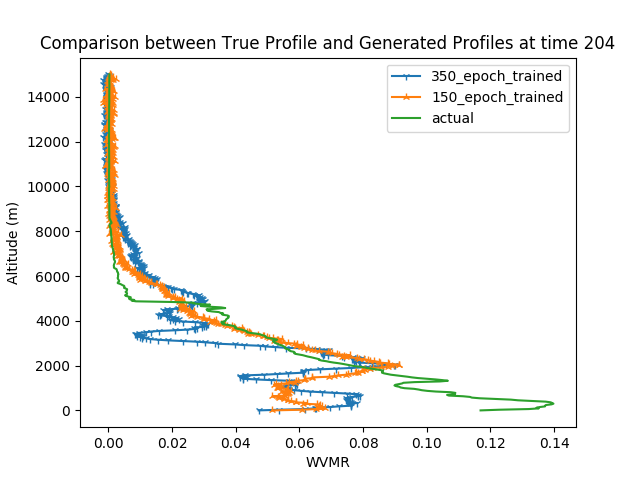 Comparison between True Profile and Generated Profiles at time 204
350_epoch_trained
150_epoch_trained
actual
14000
12000
10000
8000
6000
4000
2000
0
Altitude (m)
0.00 0.02 0.04 0.06 0.08 0.10 0.12 0.14
WVMR